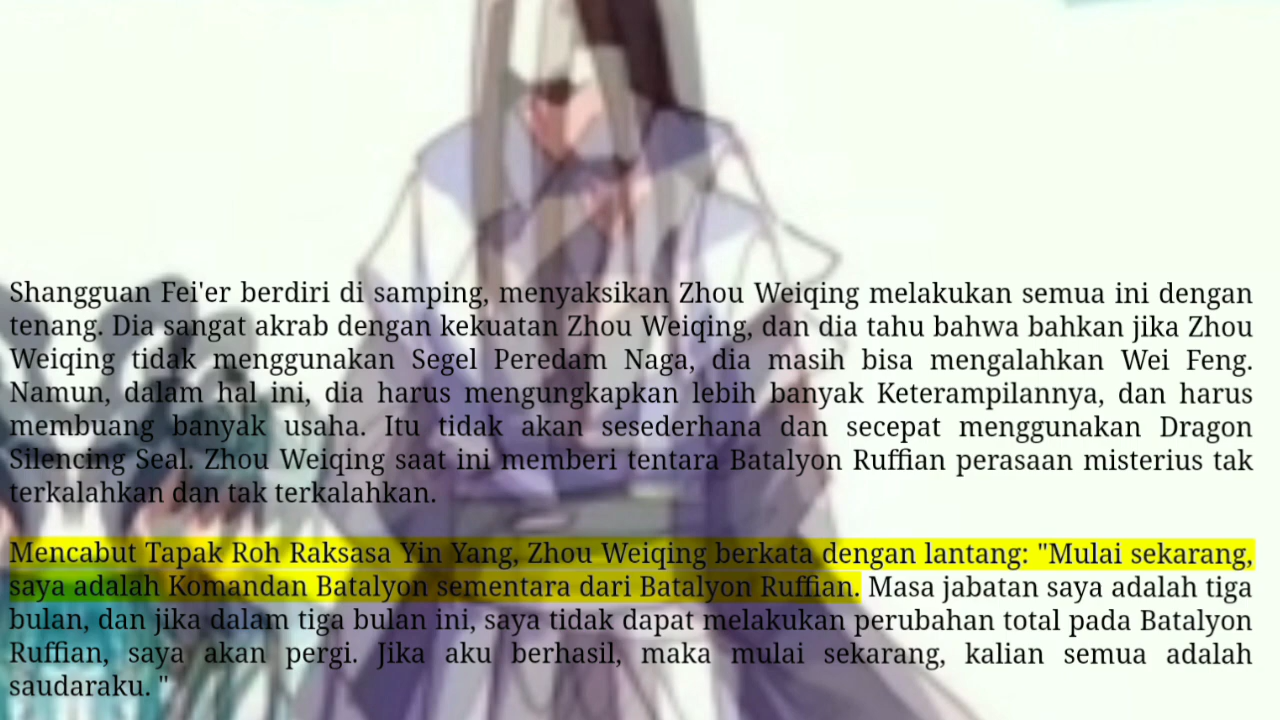 Shangguan Fei'er berdiri di samping, menyaksikan Zhou Weiqing melakukan semua ini dengan
tenang. Dia sangat akrab dengan kekuatan Zhou Weiqing, dan dia tahu bahwa bahkan jika Zhou
Weiqing tidak menggunakan Segel Peredam Naga, dia masih bisa mengalahkan Wei Feng.
Namun, dalam hal ini, dia harus mengungkapkan lebih banyak Keterampilannya, dan harus
membuang banyak usaha. Itu tidak akan sesederhana dan secepat menggunakan Dragon
Silencing Seal. Zhou Weiqing saat ini memberi tentara Batalyon Ruffian perasaan misterius tak
terkalahkan dan tak terkalahkan.
Mencabut Tapak Roh Raksasa Yin Yang, Zhou Weiqing berkata dengan lantang: "Mulai sekarang,
saya adalah Komandan Batalyon sementara dari Batalyon Ruffian. Masa jabatan saya adalah tiga
bulan, dan jika dalam tiga bulan ini, saya tidak dapat melakukan perubahan total pada Batalyon
Ruffian, saya akan pergi. Jika aku berhasil, maka mulai sekarang, kalian semua adalah
saudaraku. "